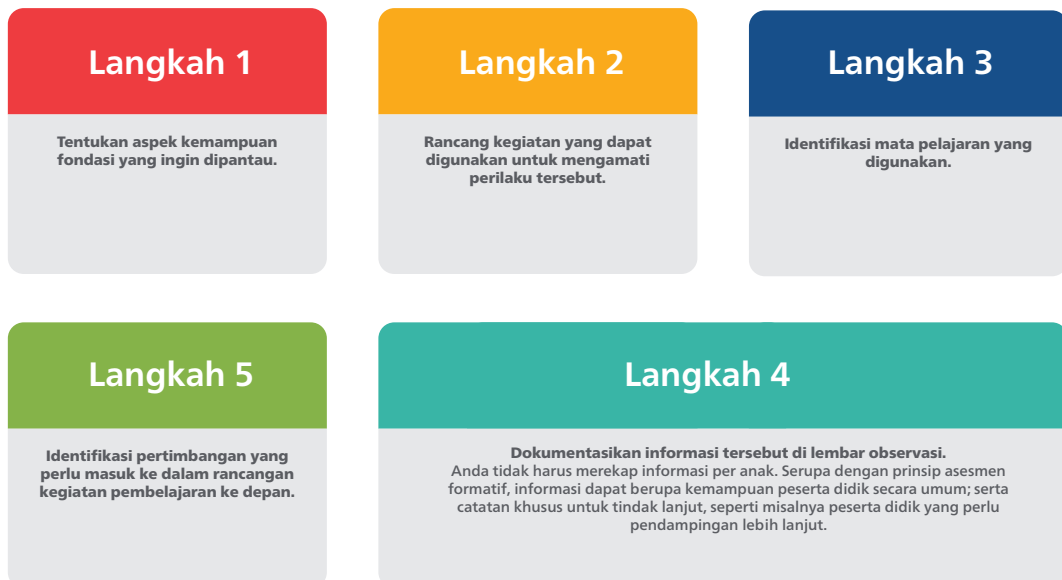 Langkah 1
Tentukan aspek kemampuan
fondasi yang ingin dipantau.
Langkah 2
Rancang kegiatan yang dapat
digunakan untuk mengamati
perilaku tersebut.
Langkah 3
Identifikasi mata pelajaran yang
digunakan.
Langkah 5
Identifikasi pertimbangan yang
perlu masuk ke dalam rancangan
kegiatan pembelajaran ke depan.
Langkah 4
Dokumentasikan informasi tersebut di lembar observasi.
Anda tidak harus merekap informasi per anak. Serupa dengan prinsip asesmen
formatif, informasi dapat berupa kemampuan peserta didik secara umum; serta
catatan khusus untuk tindak lanjut, seperti misalnya peserta didik yang perlu
pendampingan lebih lanjut.